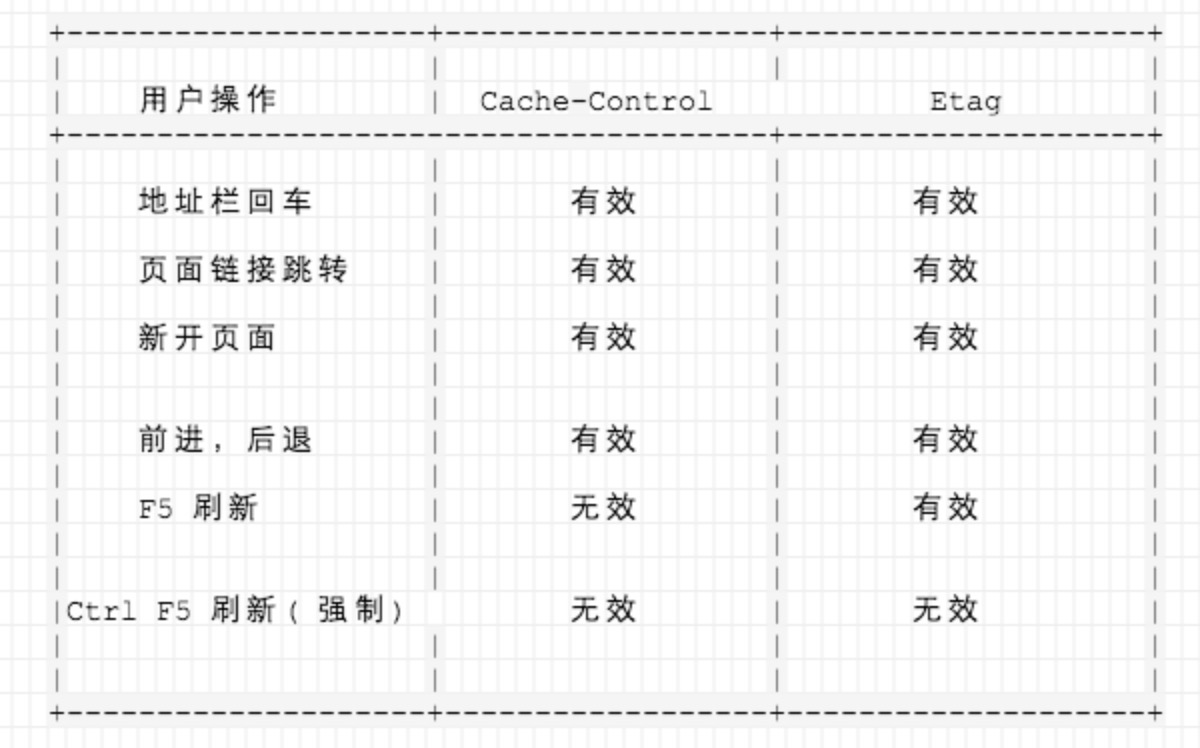 用户操作 Cache-Control Etag
地址栏回车 有效 有效
页面链接跳转 有效 有效
新开页面 有效 有效
前进，后退 有效 有效
F5 刷新 无效 有效
Ctrl F5 刷新( 强制) 无效 无效